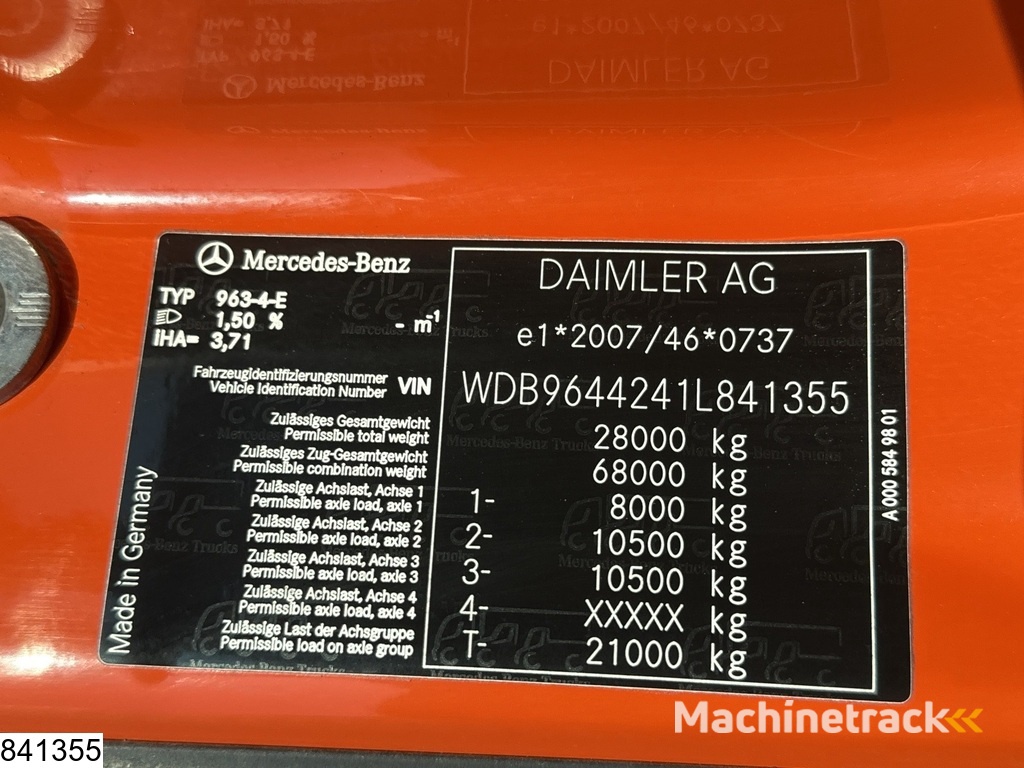 Mercedes-Benz
TYP 963-4-E
1,50 % - m-1
iHA= 3,71
DAIMLER AG
e1*2007/46*0737
Fahrzeugidentifizierungsnummer
Vehicle Identification Number VIN WDB9644241L841355
Zulässiges Gesamtgewicht
Permissible total weight 28000 kg
Zulässiges Zug-Gesamtgewicht
Permissible combination weight 68000 kg
Zulässige Achslast, Achse 1
Permissible axle load, axle 1 1- 8000 kg
Zulässige Achslast, Achse 2
Permissible axle load, axle 2 2- 10500 kg
Zulässige Achslast, Achse 3
Permissible axle load, axle 3 3- 10500 kg
Zulässige Achslast, Achse 4
Permissible axle load, axle 4 4- XXXXX kg
Zulässige Last der Achsgruppe
Permissible load on axle group T- 21000 kg
Made in Germany
A 000 584 98 01
Machinetrack
841355